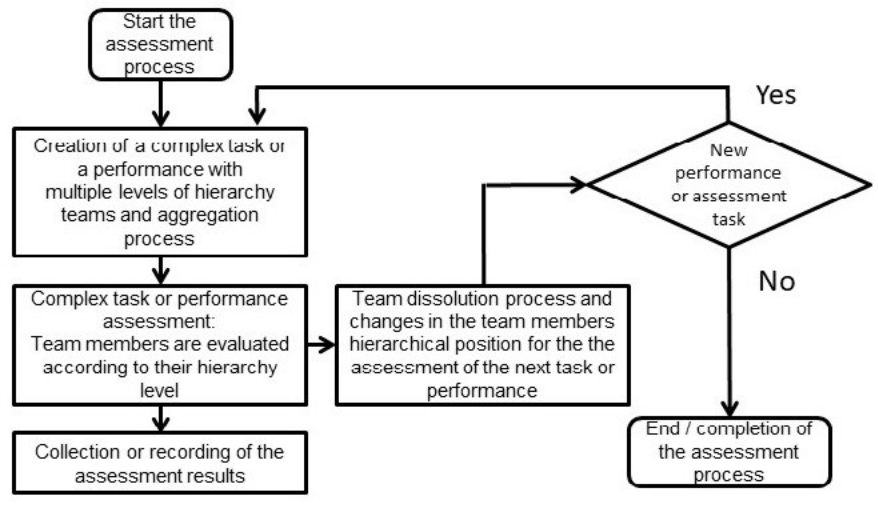 Start the
assessment
process
Creation of a complex task or
a performance with
multiple levels of hierarchy
teams and aggregation
process
Complex task or performance
assessment:
Team members are evaluated
according to their hierarchy
level
Collection or recording of the
assessment results
Team dissolution process and
changes in the team members
hierarchical position for the the
assessment of the next task or
performance
Yes
New
performance
or assessment
task
No
End / completion of
the assessment
process